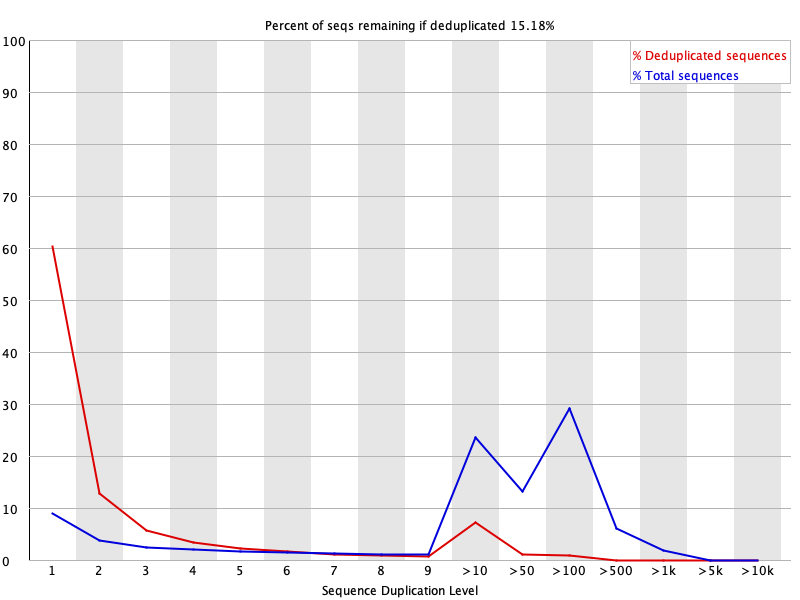 Percent of seqs remaining if deduplicated 15.18%
% Deduplicated sequences
% Total sequences
100
90
80
70
60
50
40
30
20
10
0
1 2 3 4 5 6 7 8 9 >10 >50 >100 >500 >1k >5k >10k
Sequence Duplication Level